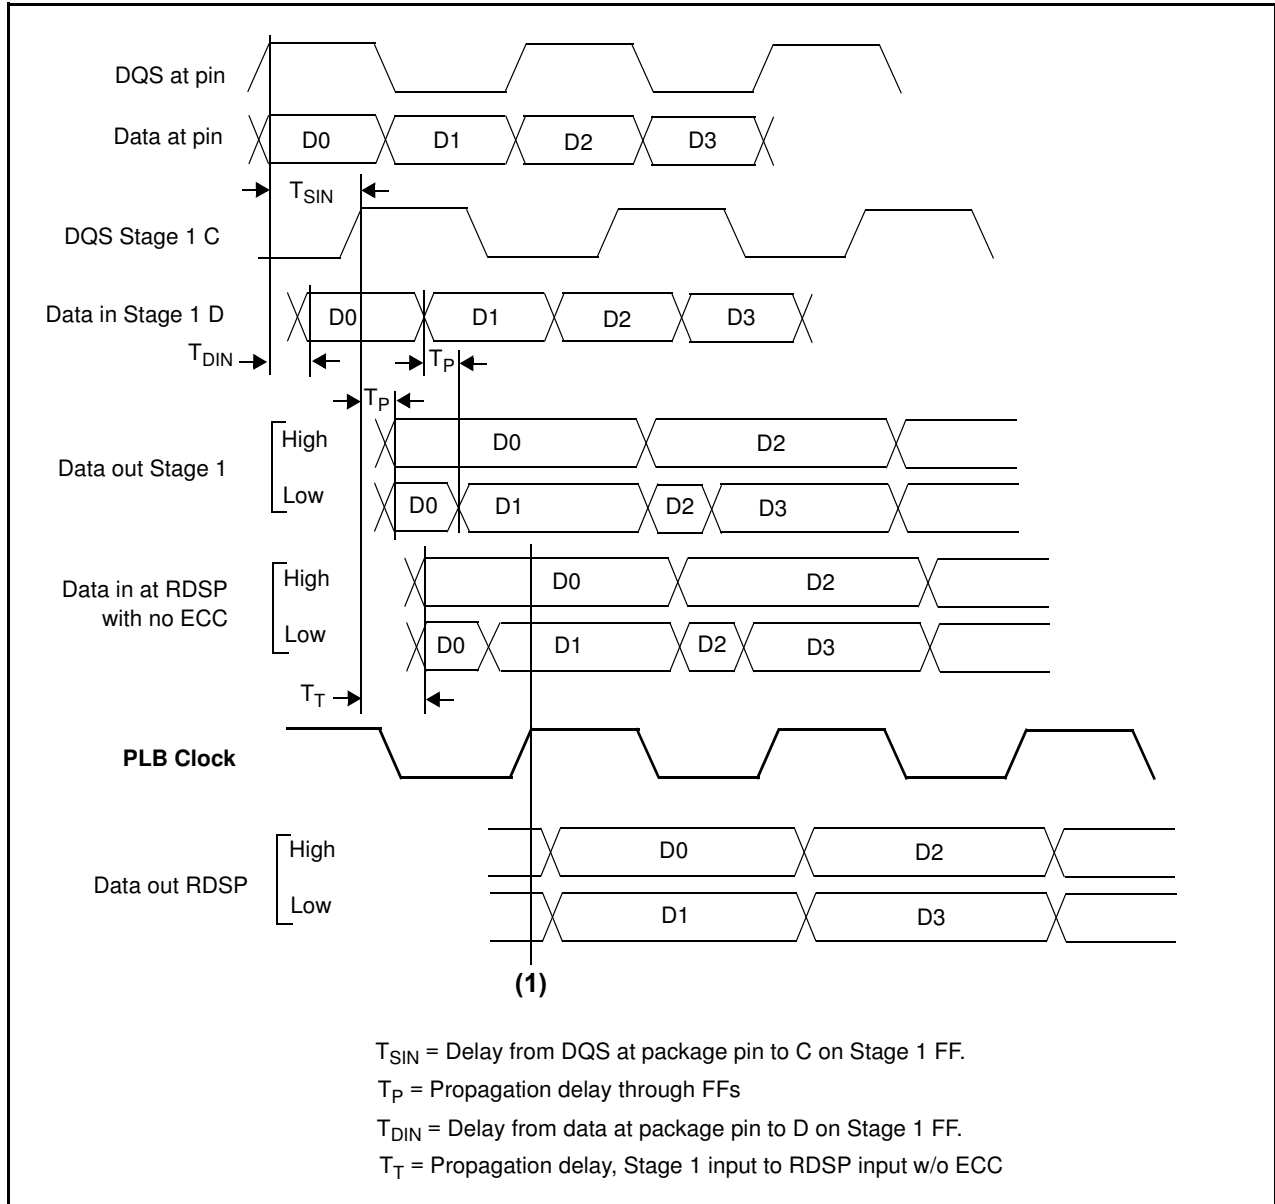 DQS at pin
Data at pin
D0 D1 D2 D3
TSIN
DQS Stage 1 C
Data in Stage 1 D
D0 D1 D2 D3
TDIN
TP
TP
Data out Stage 1
High
D0 D2
Low
D0 D1 D2 D3
Data in at RDSP
with no ECC
High
D0 D2
Low
D0 D1 D2 D3
TT
PLB Clock
Data out RDSP
High
D0 D2
Low
D1 D3
(1)
TSIN = Delay from DQS at package pin to C on Stage 1 FF.
TP = Propagation delay through FFs
TDIN = Delay from data at package pin to D on Stage 1 FF.
TT = Propagation delay, Stage 1 input to RDSP input w/o ECC